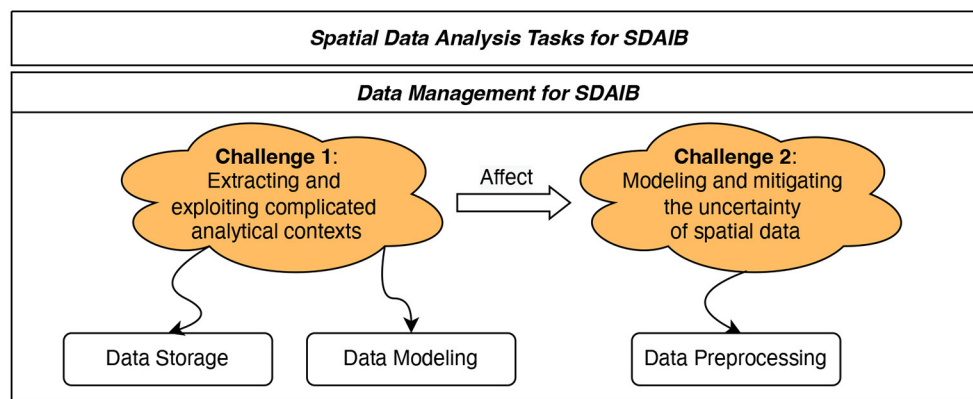 Spatial Data Analysis Tasks for SDAIB
Data Management for SDAIB
Challenge 1:
Extracting and
exploiting complicated
analytical contexts
Affect
Challenge 2:
Modeling and mitigating
the uncertainty
of spatial data
Data Storage
Data Modeling
Data Preprocessing